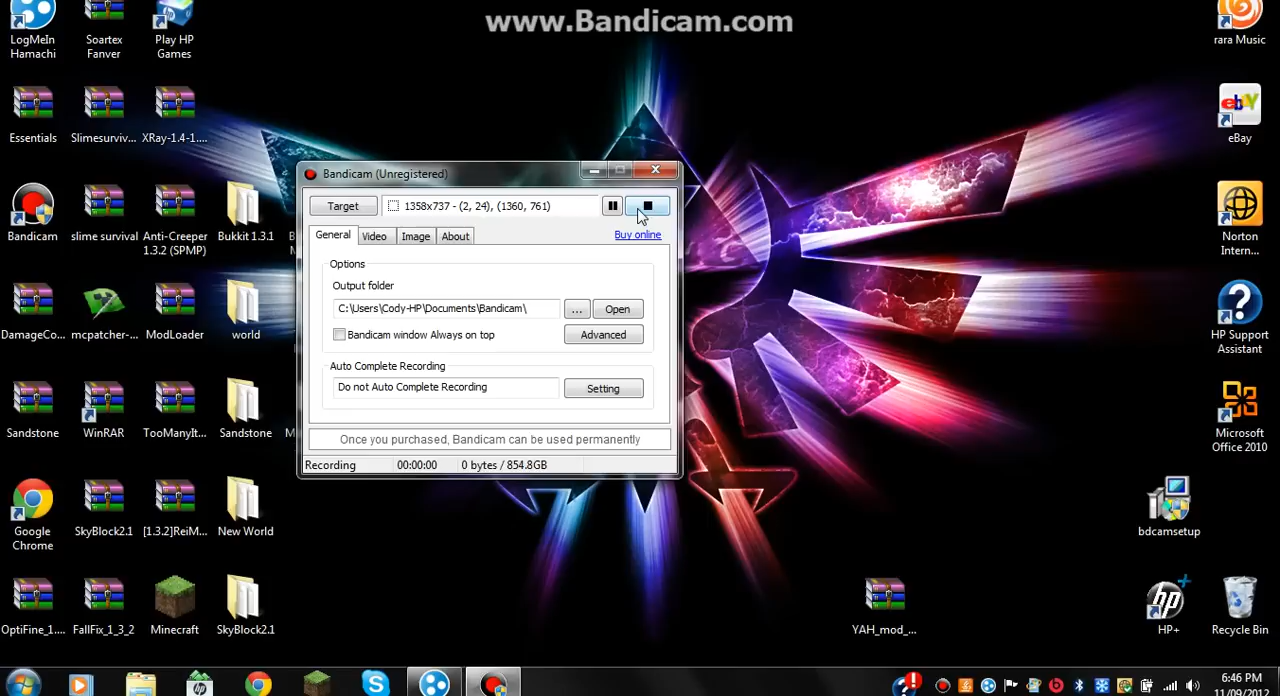 www.Bandicam.com
LogMeIn
Hamachi
Soartex
Fanver
Play HP
Games
rara Music
Essentials
Slimesurviv...
XRay-1.4-1....
eBay
Bandicam
slime survival
Anti-Creeper
1.3.2 (SPMP)
Bukkit 1.3.1
Norton
Intern...
DamageCo...
mcpatcher-...
ModLoader
world
HP Support
Assistant
Sandstone
WinRAR
TooManyIt...
Sandstone
Microsoft
Office 2010
Google
Chrome
SkyBlock2.1
[1.3.2]ReiM...
New World
bdcamsetup
OptiFine_1....
FallFix_1_3_2
Minecraft
SkyBlock2.1
YAH_mod_...
HP+
Recycle Bin
Bandicam (Unregistered)
Target
1358x737 - (2, 24), (1360, 761)
General Video Image About
Buy online
Options
Output folder
C:\Users\Cody-HP\Documents\Bandicam\
... Open
Bandicam window Always on top
Advanced
Auto Complete Recording
Do not Auto Complete Recording
Setting
Once you purchased, Bandicam can be used permanently
Recording 00:00:00 0 bytes / 854.8GB
6:46 PM
11/09/2012